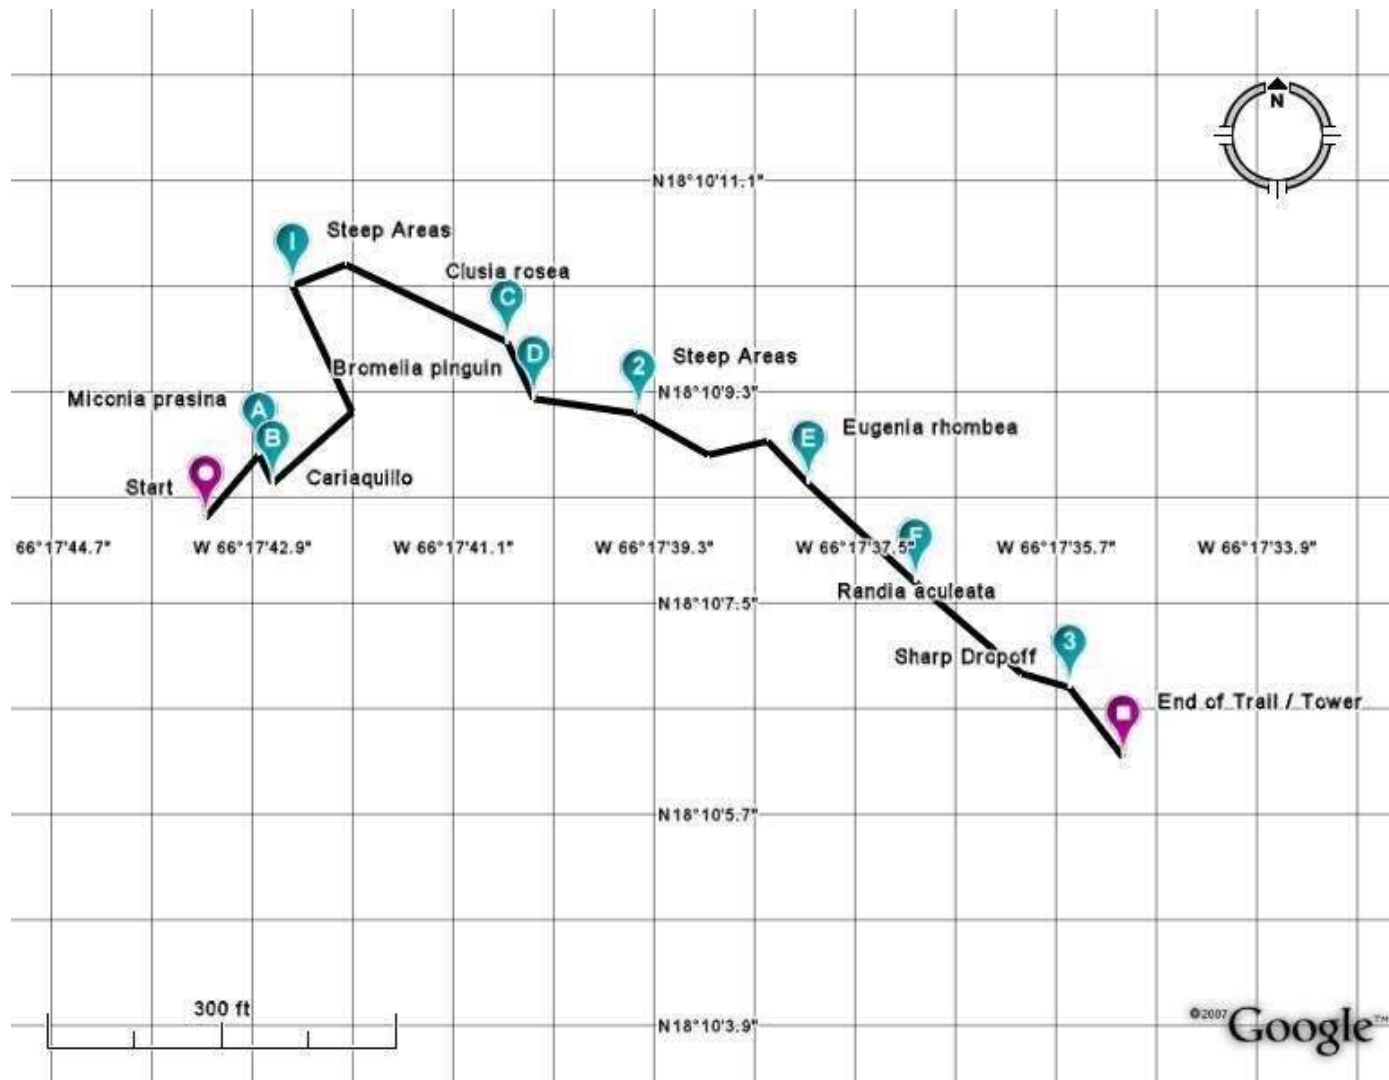 N
N18°10'11.1"
I
Steep Areas
Clusia rosea
C
D
Bromelia pinguin
2
Steep Areas
N18°10'9.3"
Miconia prasina
A
B
E
Eugenia rhombea
Start
Cariaquillo
66°17'44.7"
W 66°17'42.9"
W 66°17'41.1"
W 66°17'39.3"
W 66°17'37.5"
F
W 66°17'35.7"
W 66°17'33.9"
Randia aculeata
N18°10'7.5"
Sharp Dropoff
3
End of Trail / Tower
N18°10'5.7"
300 ft
N18°10'3.9"
©2007 Google™